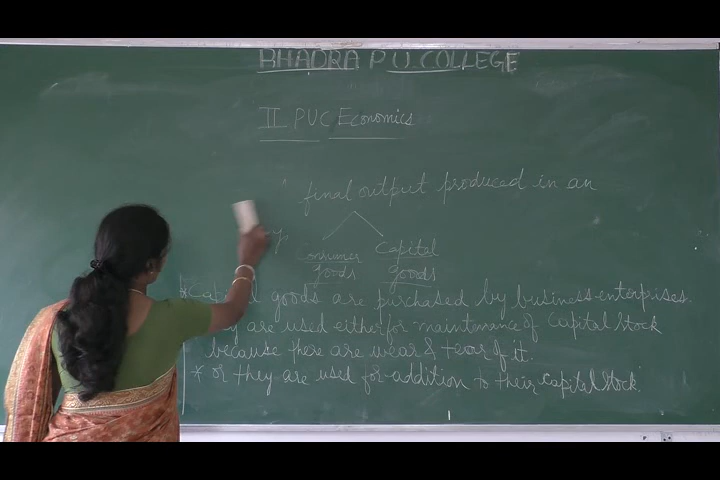 BHADRA P U COLLEGE
II PUC Economics
" final output produced in an
Consumer goods
Capital goods
goods are purchased by business enterprises.
are used either for maintenance of Capital stock
because there are wear & tear of it.
* or they are used for addition to their capital stock